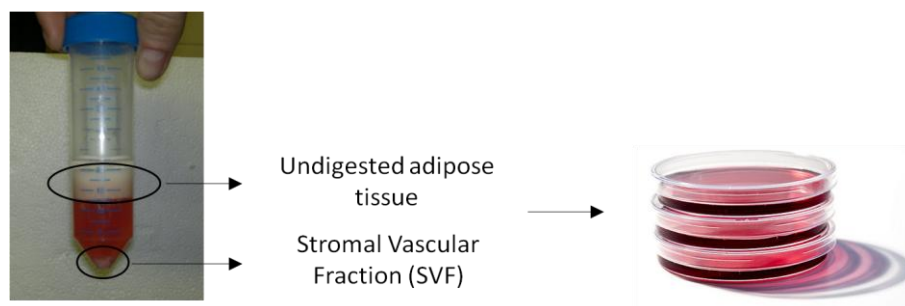 Undigested adipose
tissue
Stromal Vascular
Fraction (SVF)